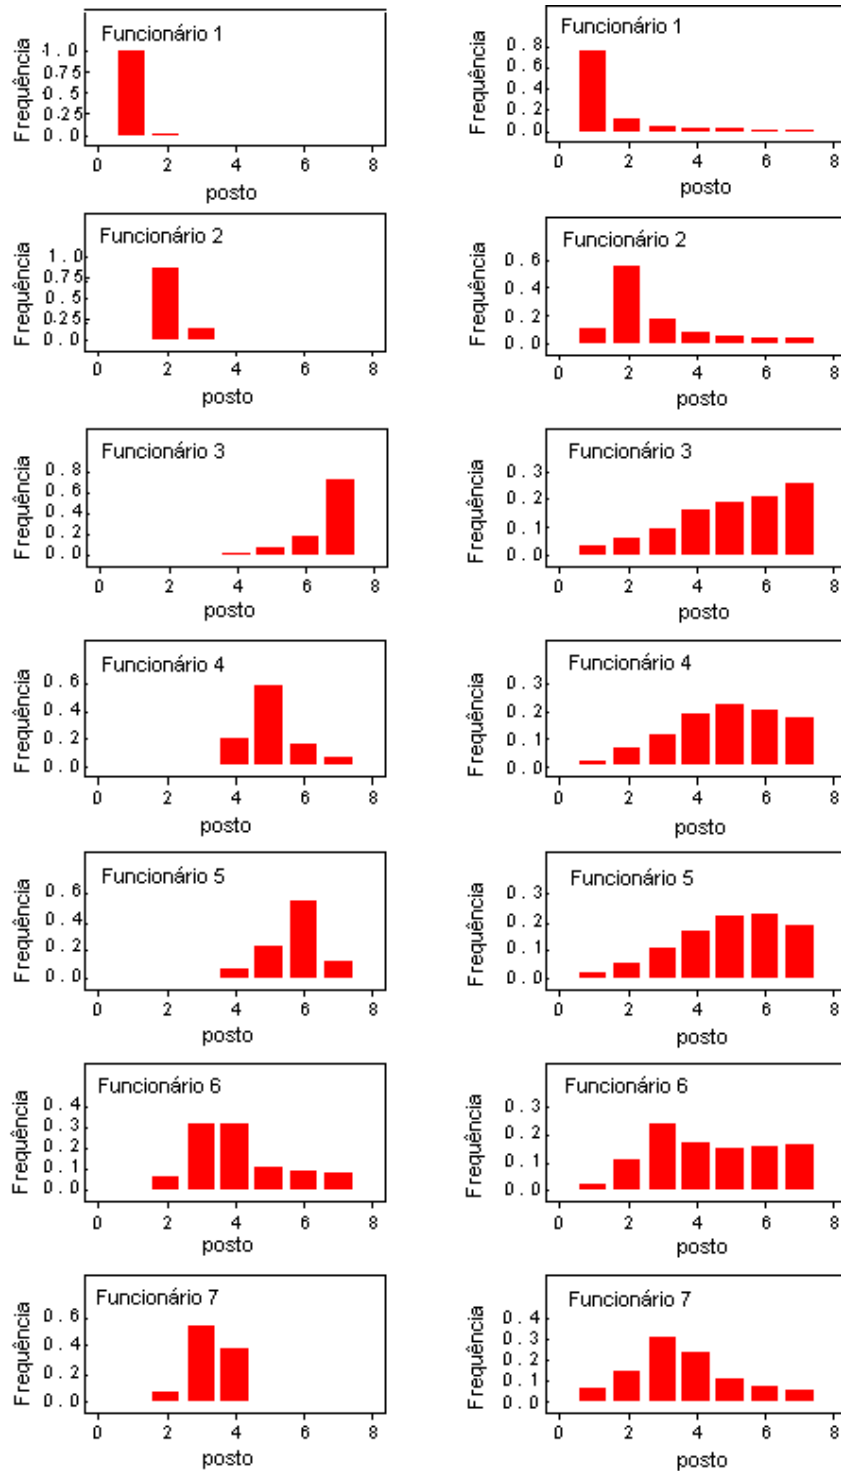 Funcionário 1
Frequência
1.0
0.75
0.5
0.25
0.0
0 2 4 6 8
posto
Funcionário 1
Frequência
0.8
0.6
0.4
0.2
0.0
0 2 4 6 8
posto
Funcionário 2
Frequência
1.0
0.75
0.5
0.25
0.0
0 2 4 6 8
posto
Funcionário 2
Frequência
0.6
0.4
0.2
0.0
0 2 4 6 8
posto
Funcionário 3
Frequência
0.8
0.6
0.4
0.2
0.0
0 2 4 6 8
posto
Funcionário 3
Frequência
0.3
0.2
0.1
0.0
0 2 4 6 8
posto
Funcionário 4
Frequência
0.6
0.4
0.2
0.0
0 2 4 6 8
posto
Funcionário 4
Frequência
0.3
0.2
0.1
0.0
0 2 4 6 8
posto
Funcionário 5
Frequência
0.6
0.4
0.2
0.0
0 2 4 6 8
posto
Funcionário 5
Frequência
0.3
0.2
0.1
0.0
0 2 4 6 8
posto
Funcionário 6
Frequência
0.4
0.3
0.2
0.1
0.0
0 2 4 6 8
posto
Funcionário 6
Frequência
0.3
0.2
0.1
0.0
0 2 4 6 8
posto
Funcionário 7
Frequência
0.6
0.4
0.2
0.0
0 2 4 6 8
posto
Funcionário 7
Frequência
0.4
0.3
0.2
0.1
0.0
0 2 4 6 8
posto